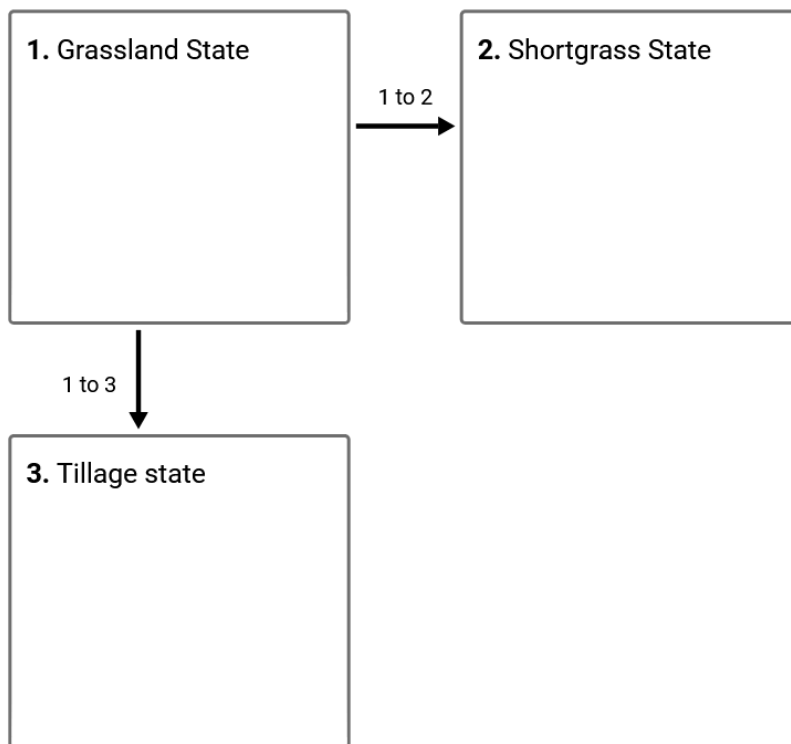 1. Grassland State
1 to 2
2. Shortgrass State
1 to 3
3. Tillage state